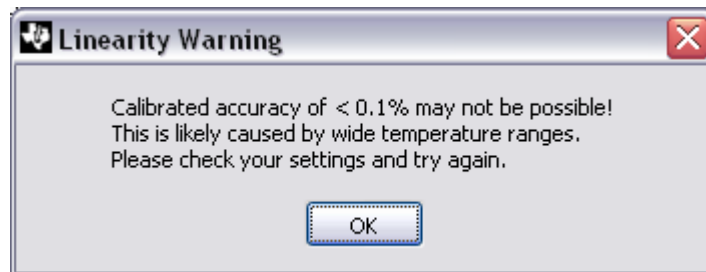 Linearity Warning
Calibrated accuracy of < 0.1% may not be possible!
This is likely caused by wide temperature ranges.
Please check your settings and try again.
OK